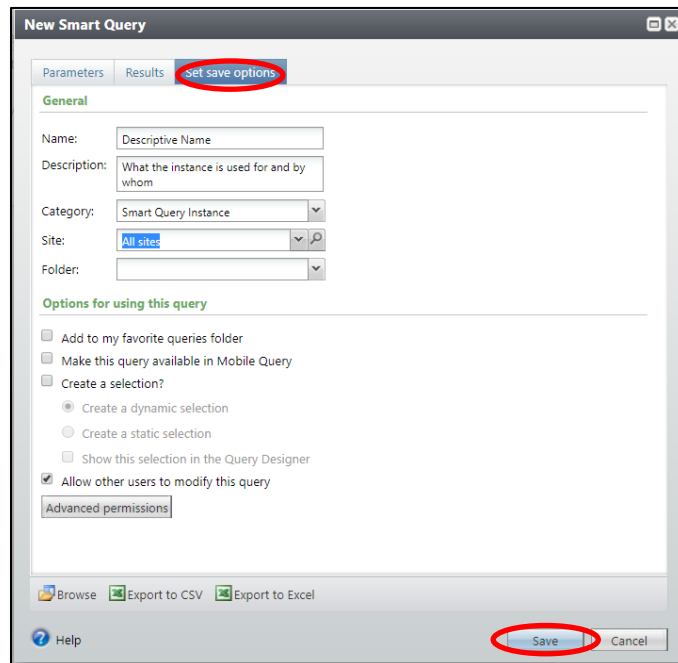 New Smart Query
Parameters Results Set save options
General
Name: Descriptive Name
Description: What the instance is used for and by
whom
Category: Smart Query Instance
Site: All sites
Folder:
Options for using this query
Add to my favorite queries folder
Make this query available in Mobile Query
Create a selection?
Create a dynamic selection
Create a static selection
Show this selection in the Query Designer
Allow other users to modify this query
Advanced permissions
Browse Export to CSV Export to Excel
Help Save Cancel